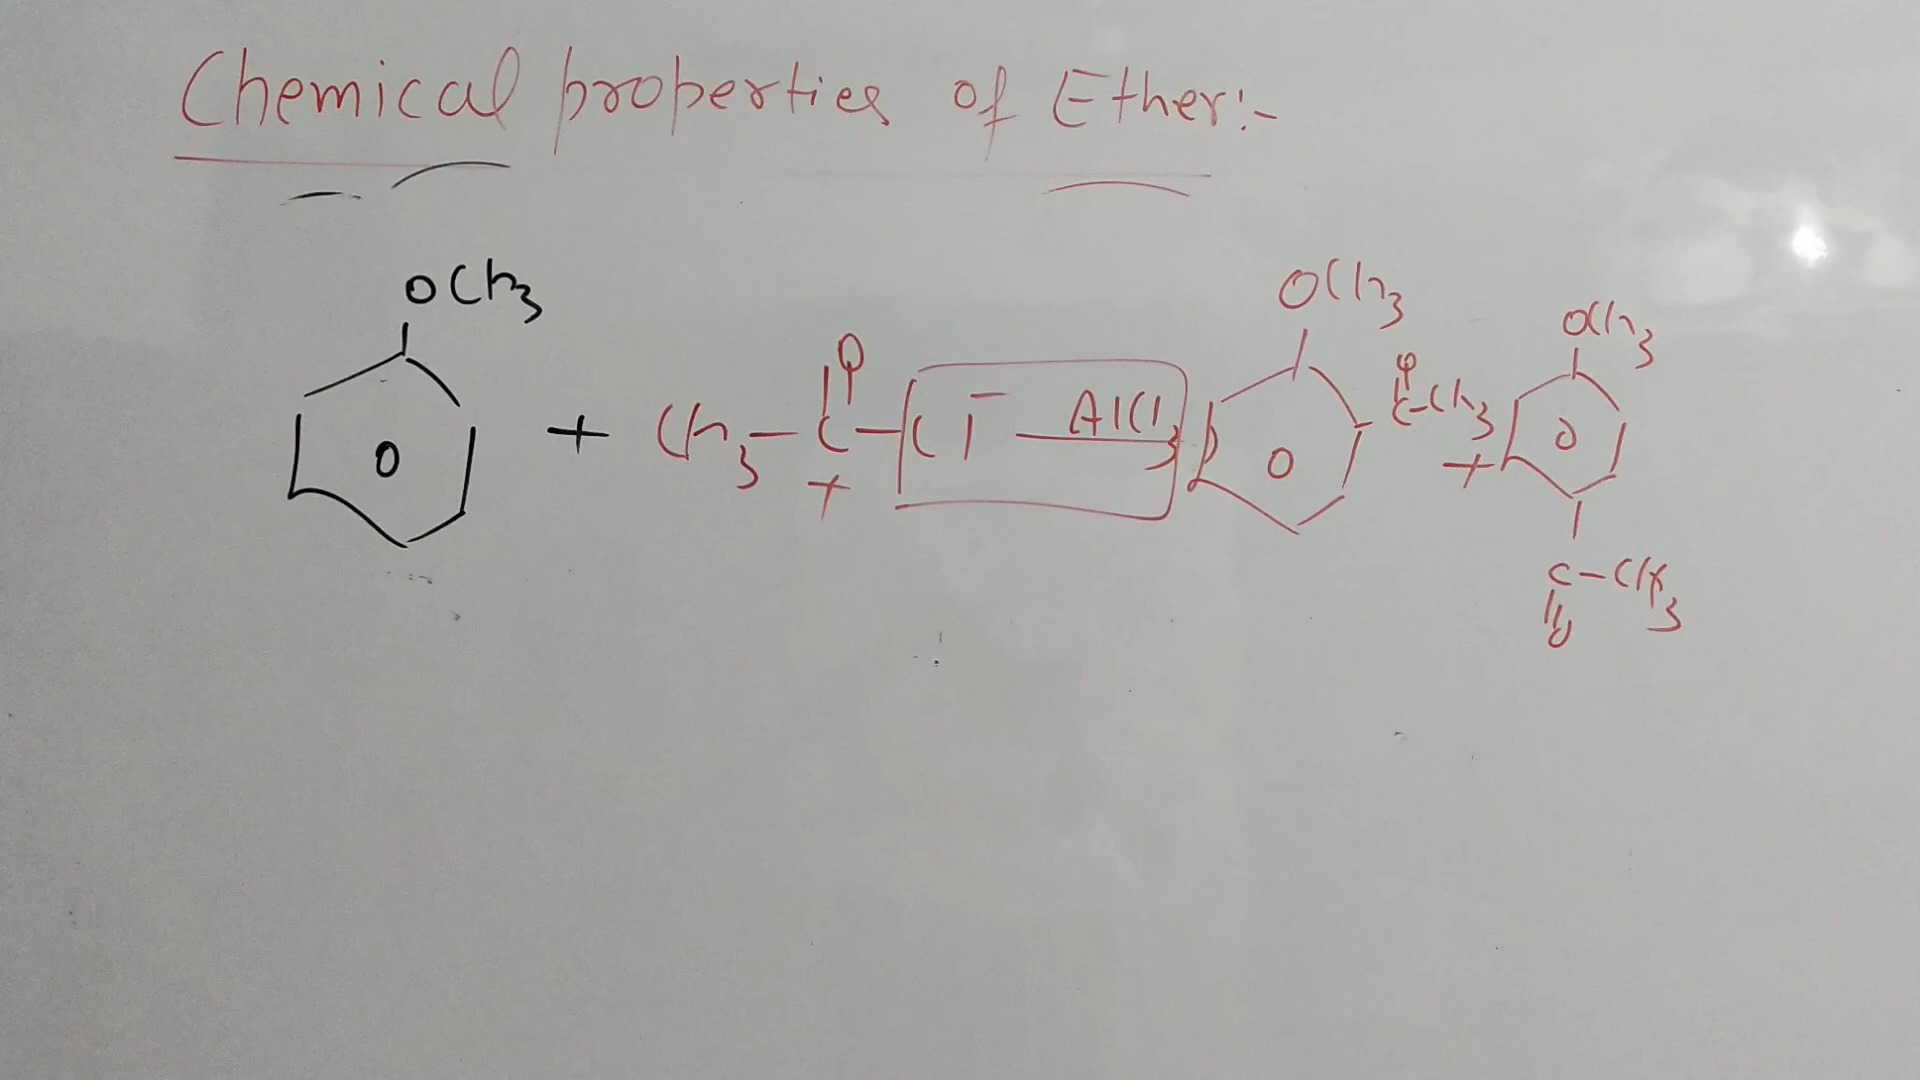 Chemical properties of Ether:-
OCH3 + CH3-C-Cl AlCl3 OCH3 C-CH3 + OCH3
O O
+ -
C-CH3
O